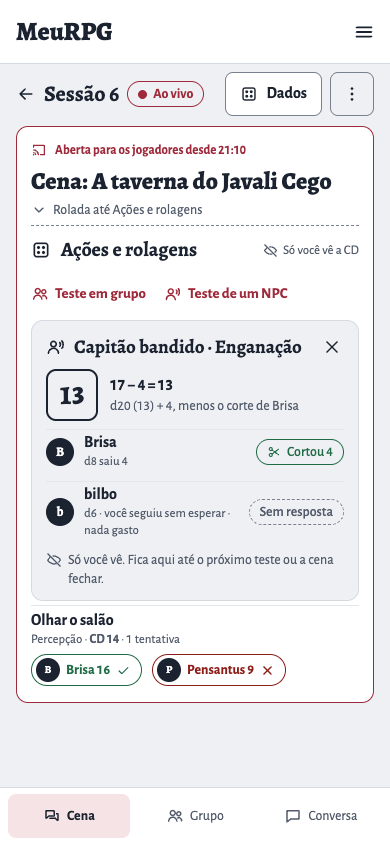 MeuRPG
Sessão 6
Ao vivo
Dados
Aberta para os jogadores desde 21:10
Cena: A taverna do Javali Cego
Rolada até Ações e rolagens
Ações e rolagens
Só você vê a CD
Teste em grupo
Teste de um NPC
Capitão bandido · Enganação
13
17 – 4 = 13
d20 (13) + 4, menos o corte de Brisa
B
Brisa
d8 saiu 4
Cortou 4
b
bilbo
d6 · você seguiu sem esperar ·
nada gasto
Sem resposta
Só você vê. Fica aqui até o próximo teste ou a cena
fechar.
Olhar o salão
Percepção · CD 14 · 1 tentativa
B
Brisa 16
P
Pensantus 9
Cena
Grupo
Conversa